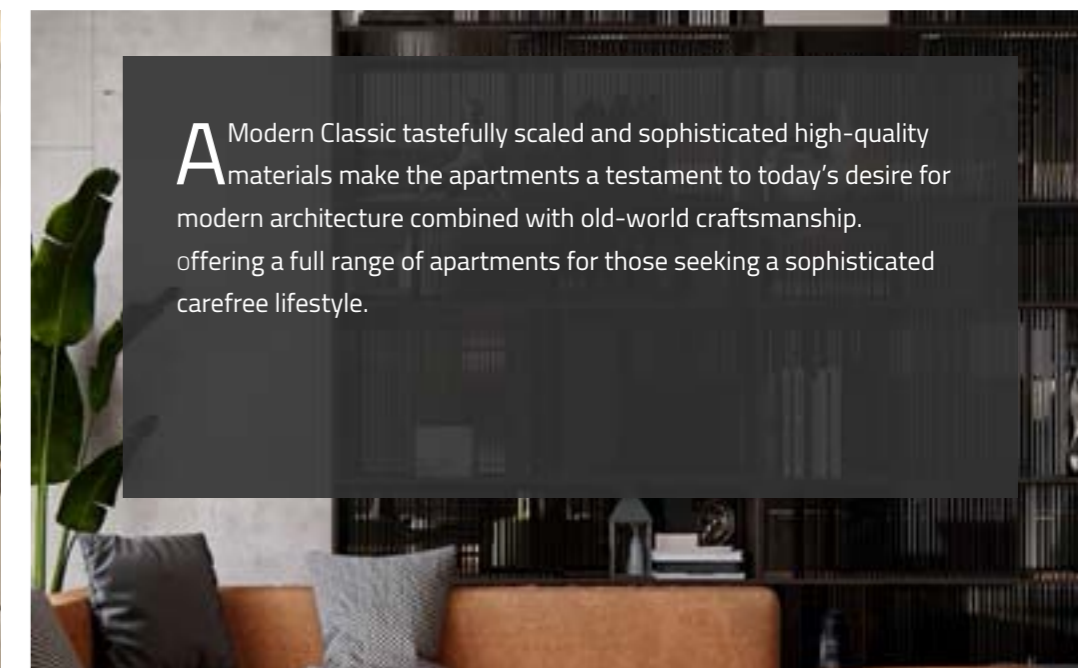 A Modern Classic tastefully scaled and sophisticated high-quality
materials make the apartments a testament to today’s desire for
modern architecture combined with old-world craftsmanship.
offering a full range of apartments for those seeking a sophisticated
carefree lifestyle.